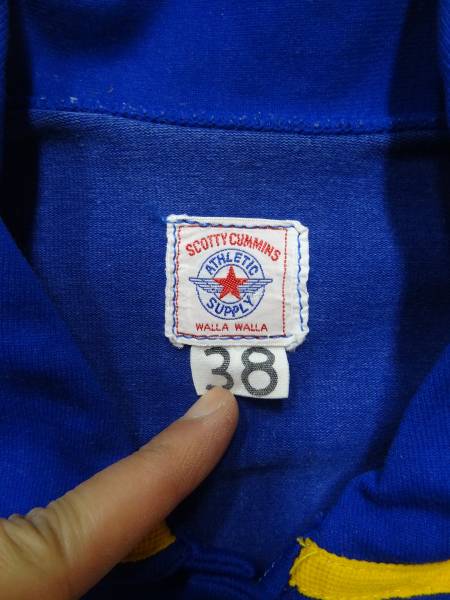 SCOTTY CUMMINS
ATHLETIC
SUPPLY
WALLA WALLA
38